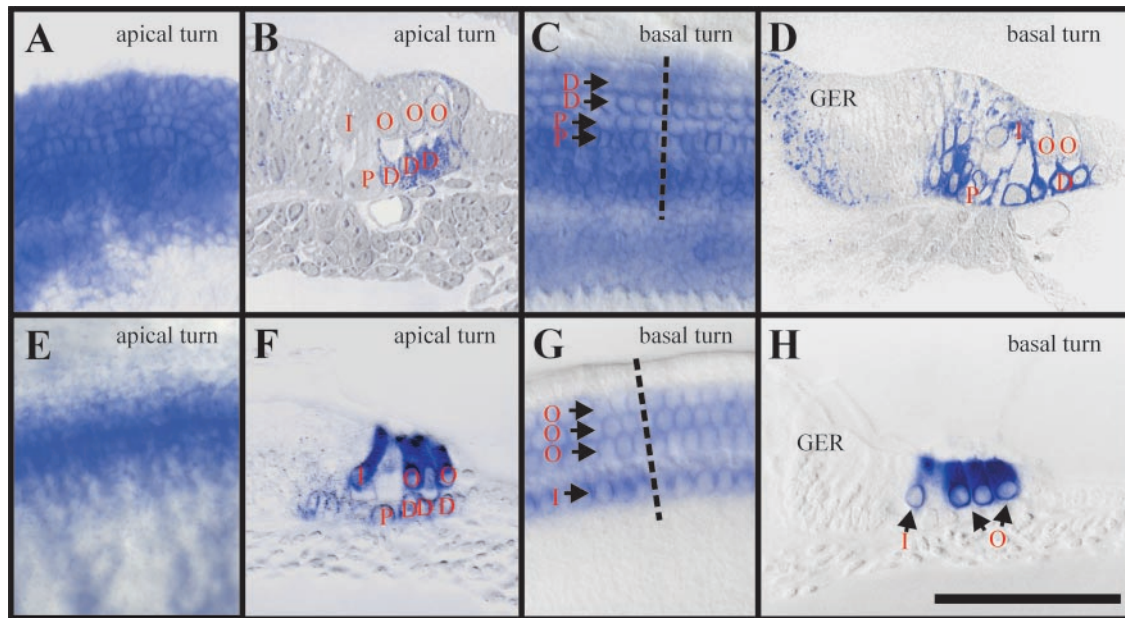 A apical turn
B apical turn
I O O O O
P D D D
C basal turn
D
D
P
P
D basal turn
GER
I O O
P D
E apical turn
F apical turn
I O O
P D D D
G basal turn
O
O
O
I
H basal turn
GER
I O